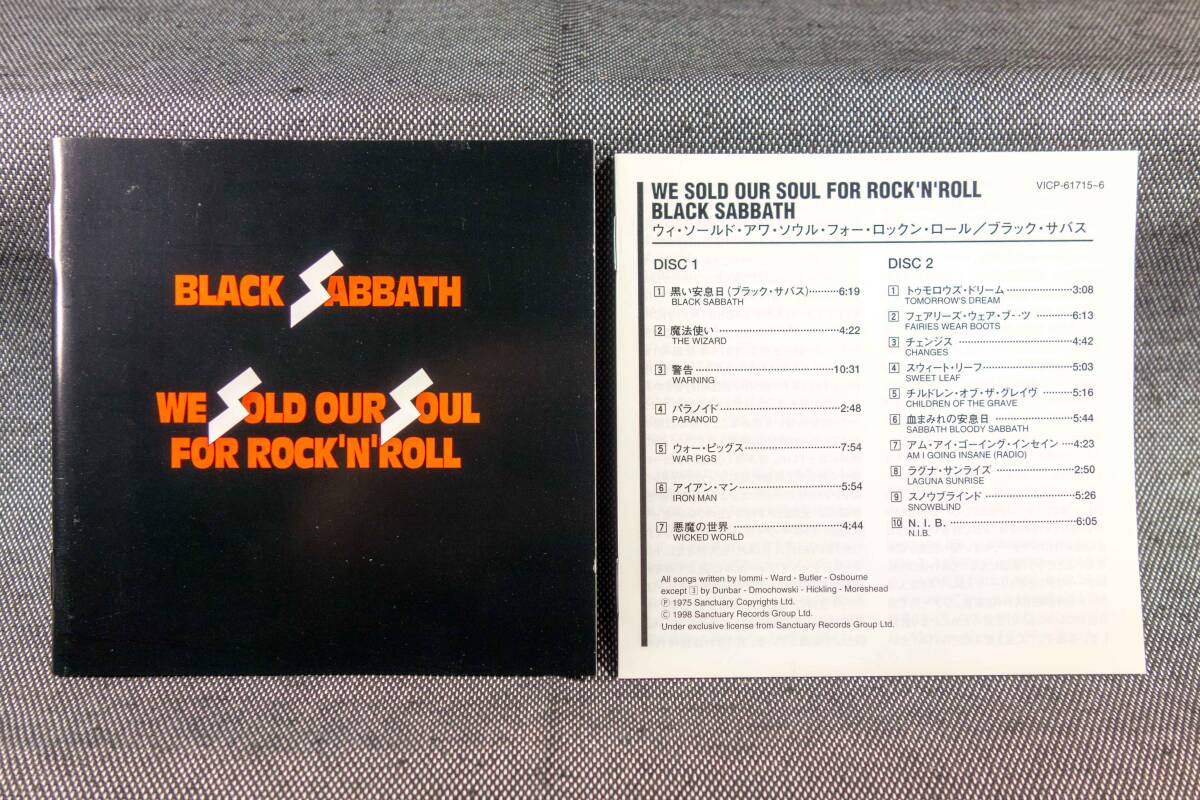 BLACK SABBATH
WE SOLD OUR SOUL
FOR ROCK'N'ROLL
WE SOLD OUR SOUL FOR ROCK'N'ROLL
VICP-61715~6
BLACK SABBATH
ウィ・ソールド・アワ・ソウル・フォー・ロックン・ロール／ブラック・サバス
DISC 1
1 黒い安息日(ブラック・サバス)………6:19
BLACK SABBATH
2 魔法使い………4:22
THE WIZARD
3 警告………10:31
WARNING
4 パラノイド………2:48
PARANOID
5 ウォー・ピッグス………7:54
WAR PIGS
6 アイアン・マン………5:54
IRON MAN
7 悪魔の世界………4:44
WICKED WORLD
DISC 2
1 トゥモロウズ・ドリーム………3:08
TOMORROW'S DREAM
2 フェアリーズ・ウェア・ブーツ………6:13
FAIRIES WEAR BOOTS
3 チェンジス………4:42
CHANGES
4 スウィート・リーフ………5:03
SWEET LEAF
5 チルドレン・オブ・ザ・グレイヴ………5:16
CHILDREN OF THE GRAVE
6 血まみれの安息日………5:44
SABBATH BLOODY SABBATH
7 アム・アイ・ゴーイング・インセイン…4:23
AM I GOING INSANE (RADIO)
8 ラグナ・サンライズ………2:50
LAGUNA SUNRISE
9 スノウブラインド………5:26
SNOWBLIND
10 N. I. B.………6:05
N.I.B.
All songs written by Iommi - Ward - Butler - Osbourne
except 3 by Dunbar - Dmochowski - Hickling - Moreshead
Ⓟ 1975 Sanctuary Copyrights Ltd.
Ⓒ 1998 Sanctuary Records Group Ltd.
Under exclusive license from Sanctuary Records Group Ltd.